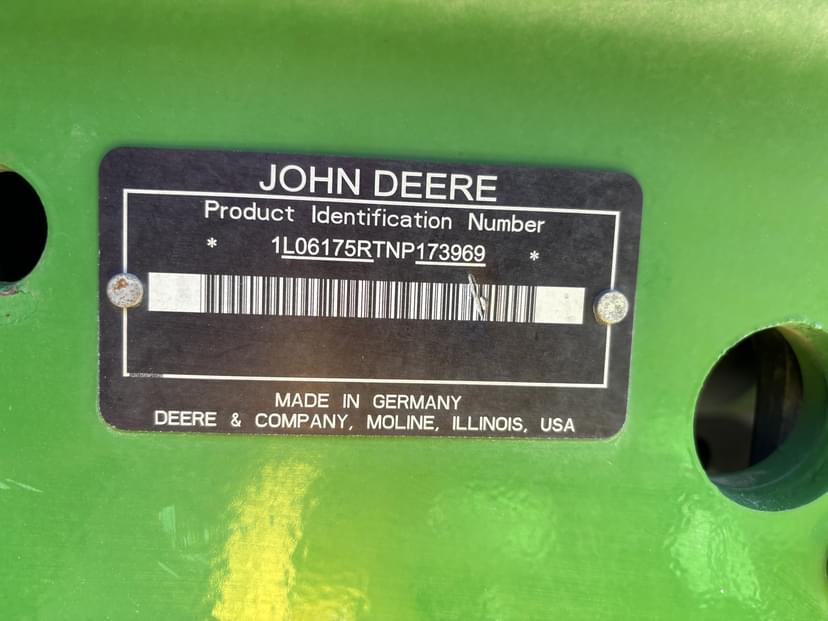 JOHN DEERE
Product Identification Number
* 1L06175RTNP173969 *
MADE IN GERMANY
DEERE & COMPANY, MOLINE, ILLINOIS, USA